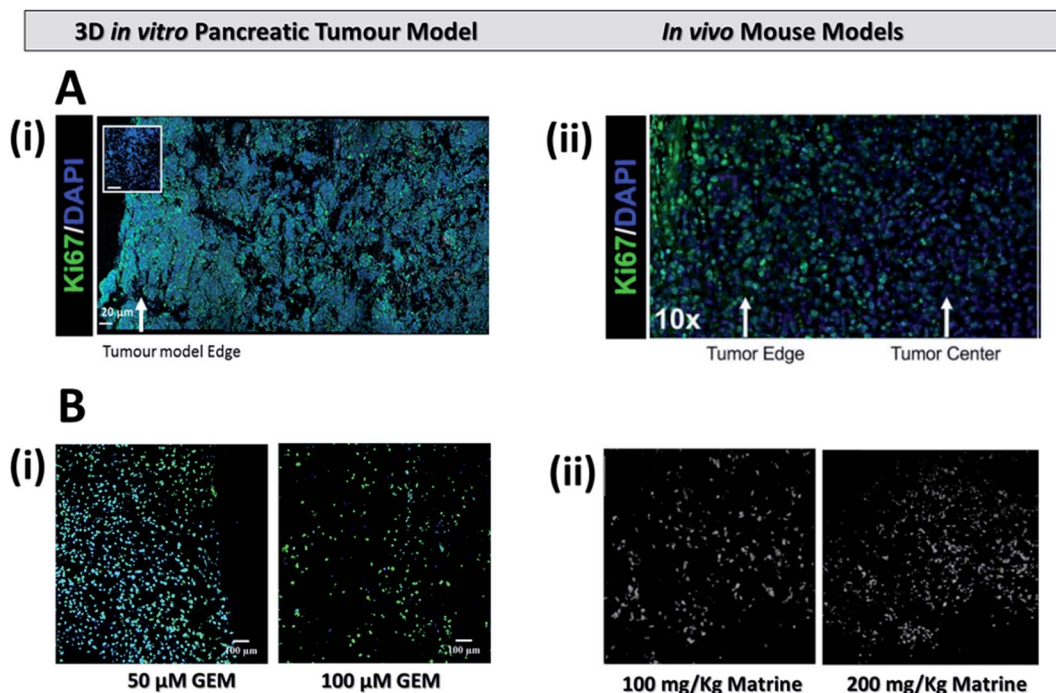 3D in vitro Pancreatic Tumour Model
In vivo Mouse Models
A
(i)
Ki67/DAPI
20 µm
Tumour model Edge
(ii)
Ki67/DAPI
10x
Tumor Edge
Tumor Center
B
(i)
100 µm
50 µM GEM
100 µm
100 µM GEM
(ii)
100 mg/Kg Matrine
200 mg/Kg Matrine